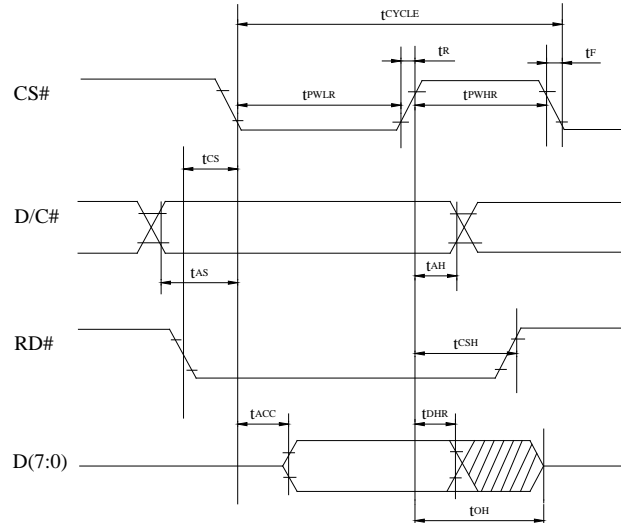 tCYCLE
tR
tF
CS#
tPWLR
tPWHR
tCS
D/C#
tAS
tAH
RD#
tCSH
tACC
tDHR
D(7:0)
tOH